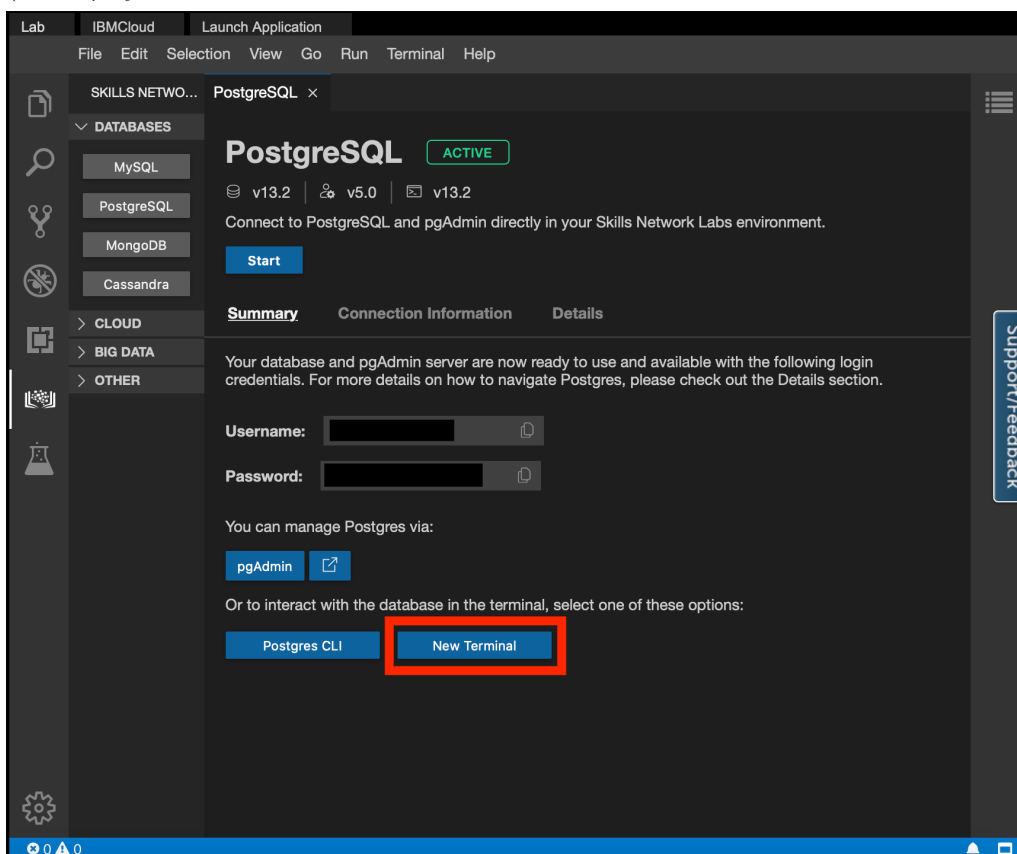 Lab IBMCloud Launch Application
File Edit Selection View Go Run Terminal Help
SKILLS NETWO... PostgreSQL ×
DATABASES
MySQL
PostgreSQL
MongoDB
Cassandra
CLOUD
BIG DATA
OTHER
PostgreSQL ACTIVE
v13.2 v5.0 v13.2
Connect to PostgreSQL and pgAdmin directly in your Skills Network Labs environment.
Start
Summary Connection Information Details
Your database and pgAdmin server are now ready to use and available with the following login
credentials. For more details on how to navigate Postgres, please check out the Details section.
Username:
Password:
You can manage Postgres via:
pgAdmin
Or to interact with the database in the terminal, select one of these options:
Postgres CLI New Terminal
Support/Feedback
0 0